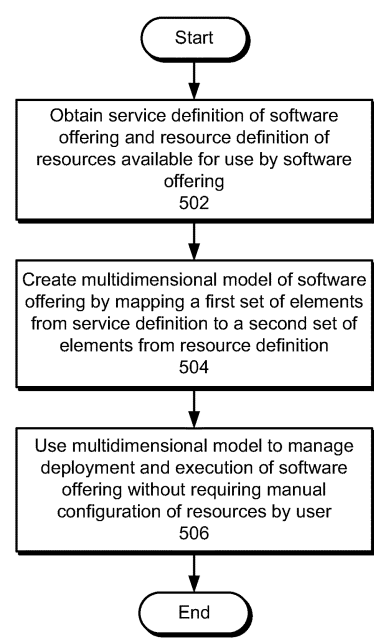 Start
Obtain service definition of software
offering and resource definition of
resources available for use by software
offering
502
Create multidimensional model of software
offering by mapping a first set of elements
from service definition to a second set of
elements from resource definition
504
Use multidimensional model to manage
deployment and execution of software
offering without requiring manual
configuration of resources by user
506
End